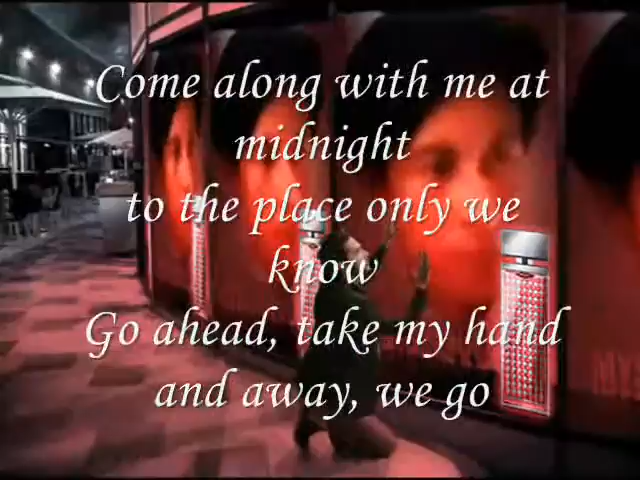 Come along with me at
midnight
to the place only we
know
Go ahead, take my hand
and away, we go